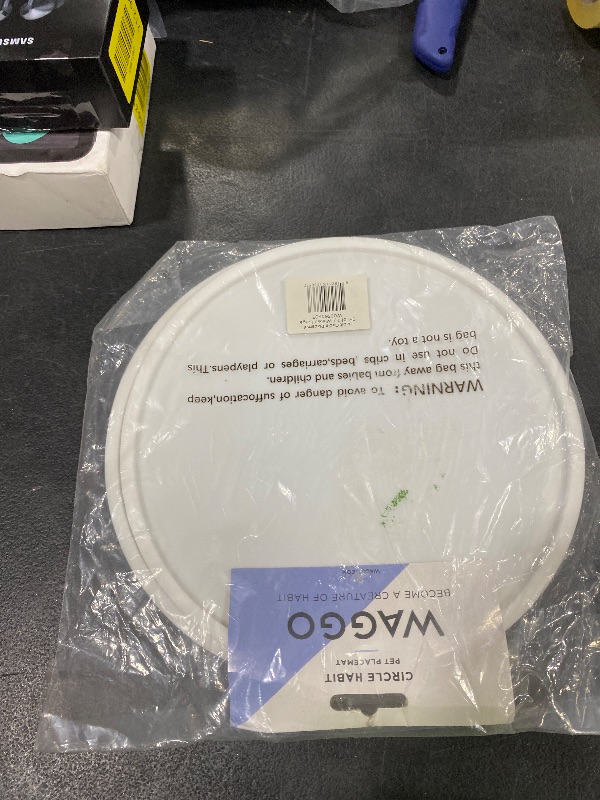 SAMSUNG
CIRCLE HABIT
PET PLACEMAT
WAGGO
BECOME A CREATURE OF HABIT
WAGGO.COM
WARNING: To avoid danger of suffocation,keep
this bag away from babies and children.
Do not use in cribs, beds,carriages or playpens.This
bag is not a toy.